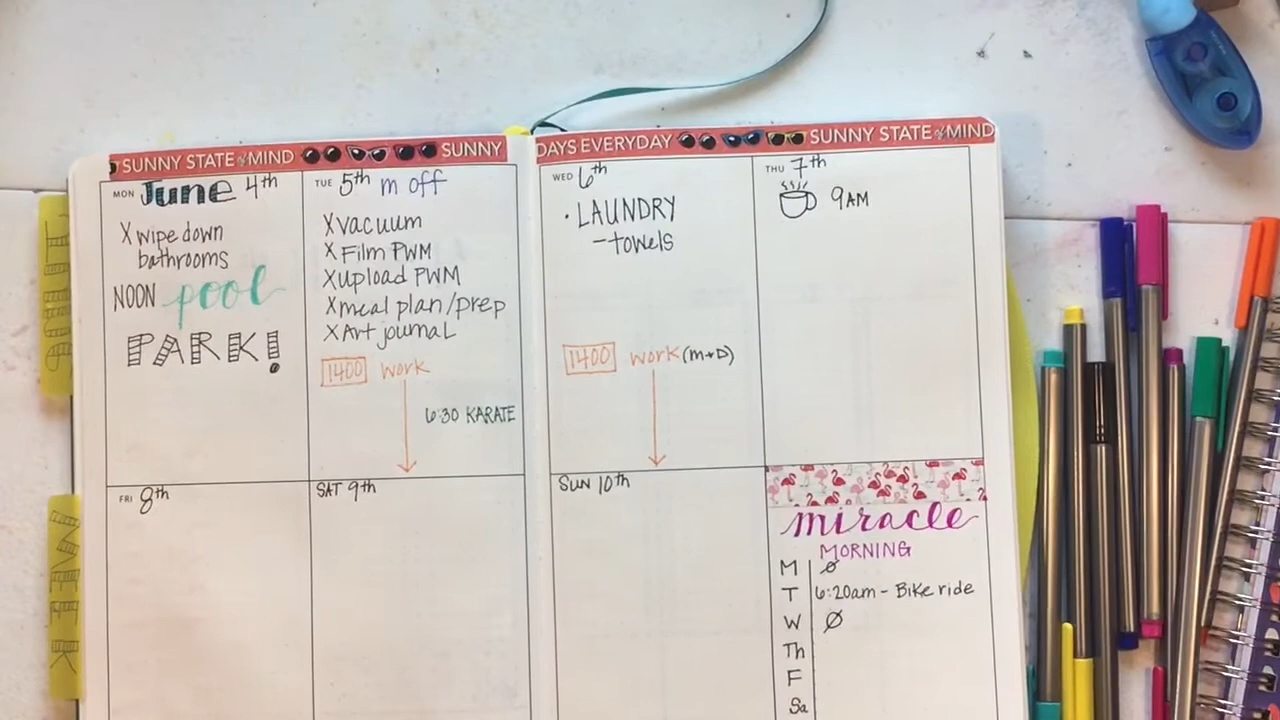 SUNNY STATE of MIND SUNNY
DAYS EVERYDAY SUNNY STATE of MIND
MON June 4th
X wipe down
bathrooms
NOON pool
PARK!
TUE 5th m off
X vacuum
X Film PWM
X upload PWM
X meal plan/prep
X Art journal
1400 work
6:30 KARATE
WED 6th
· LAUNDRY
- towels
1400 work (M+D)
THU 7th
9AM
FRI 8th
SAT 9th
SUN 10th
miracle
MORNING
M Ø
T 6:20am - Bike ride
W Ø
Th
F
Sa
WEEK